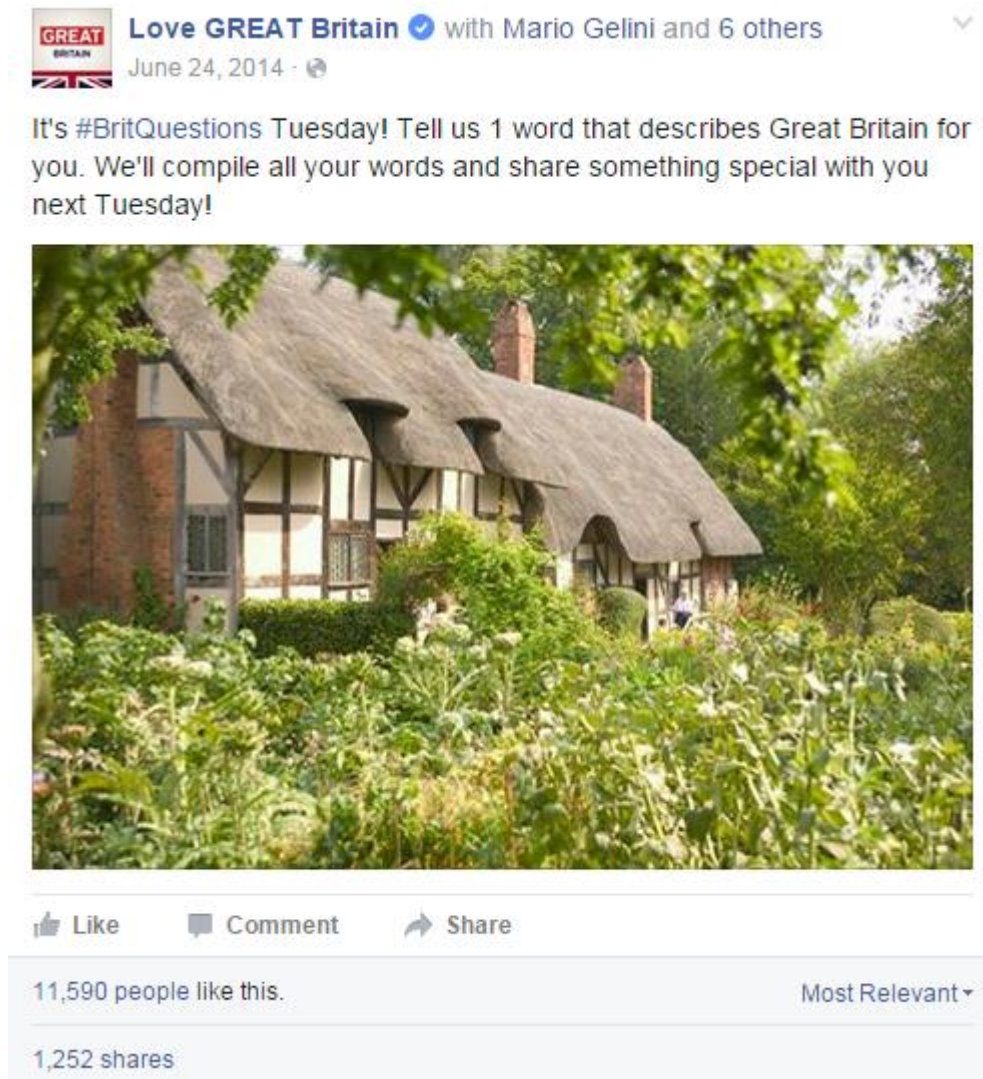 GREAT
BRITAIN
Love GREAT Britain with Mario Gelini and 6 others
June 24, 2014 ·
It's #BritQuestions Tuesday! Tell us 1 word that describes Great Britain for
you. We'll compile all your words and share something special with you
next Tuesday!
Like Comment Share
11,590 people like this. Most Relevant
1,252 shares